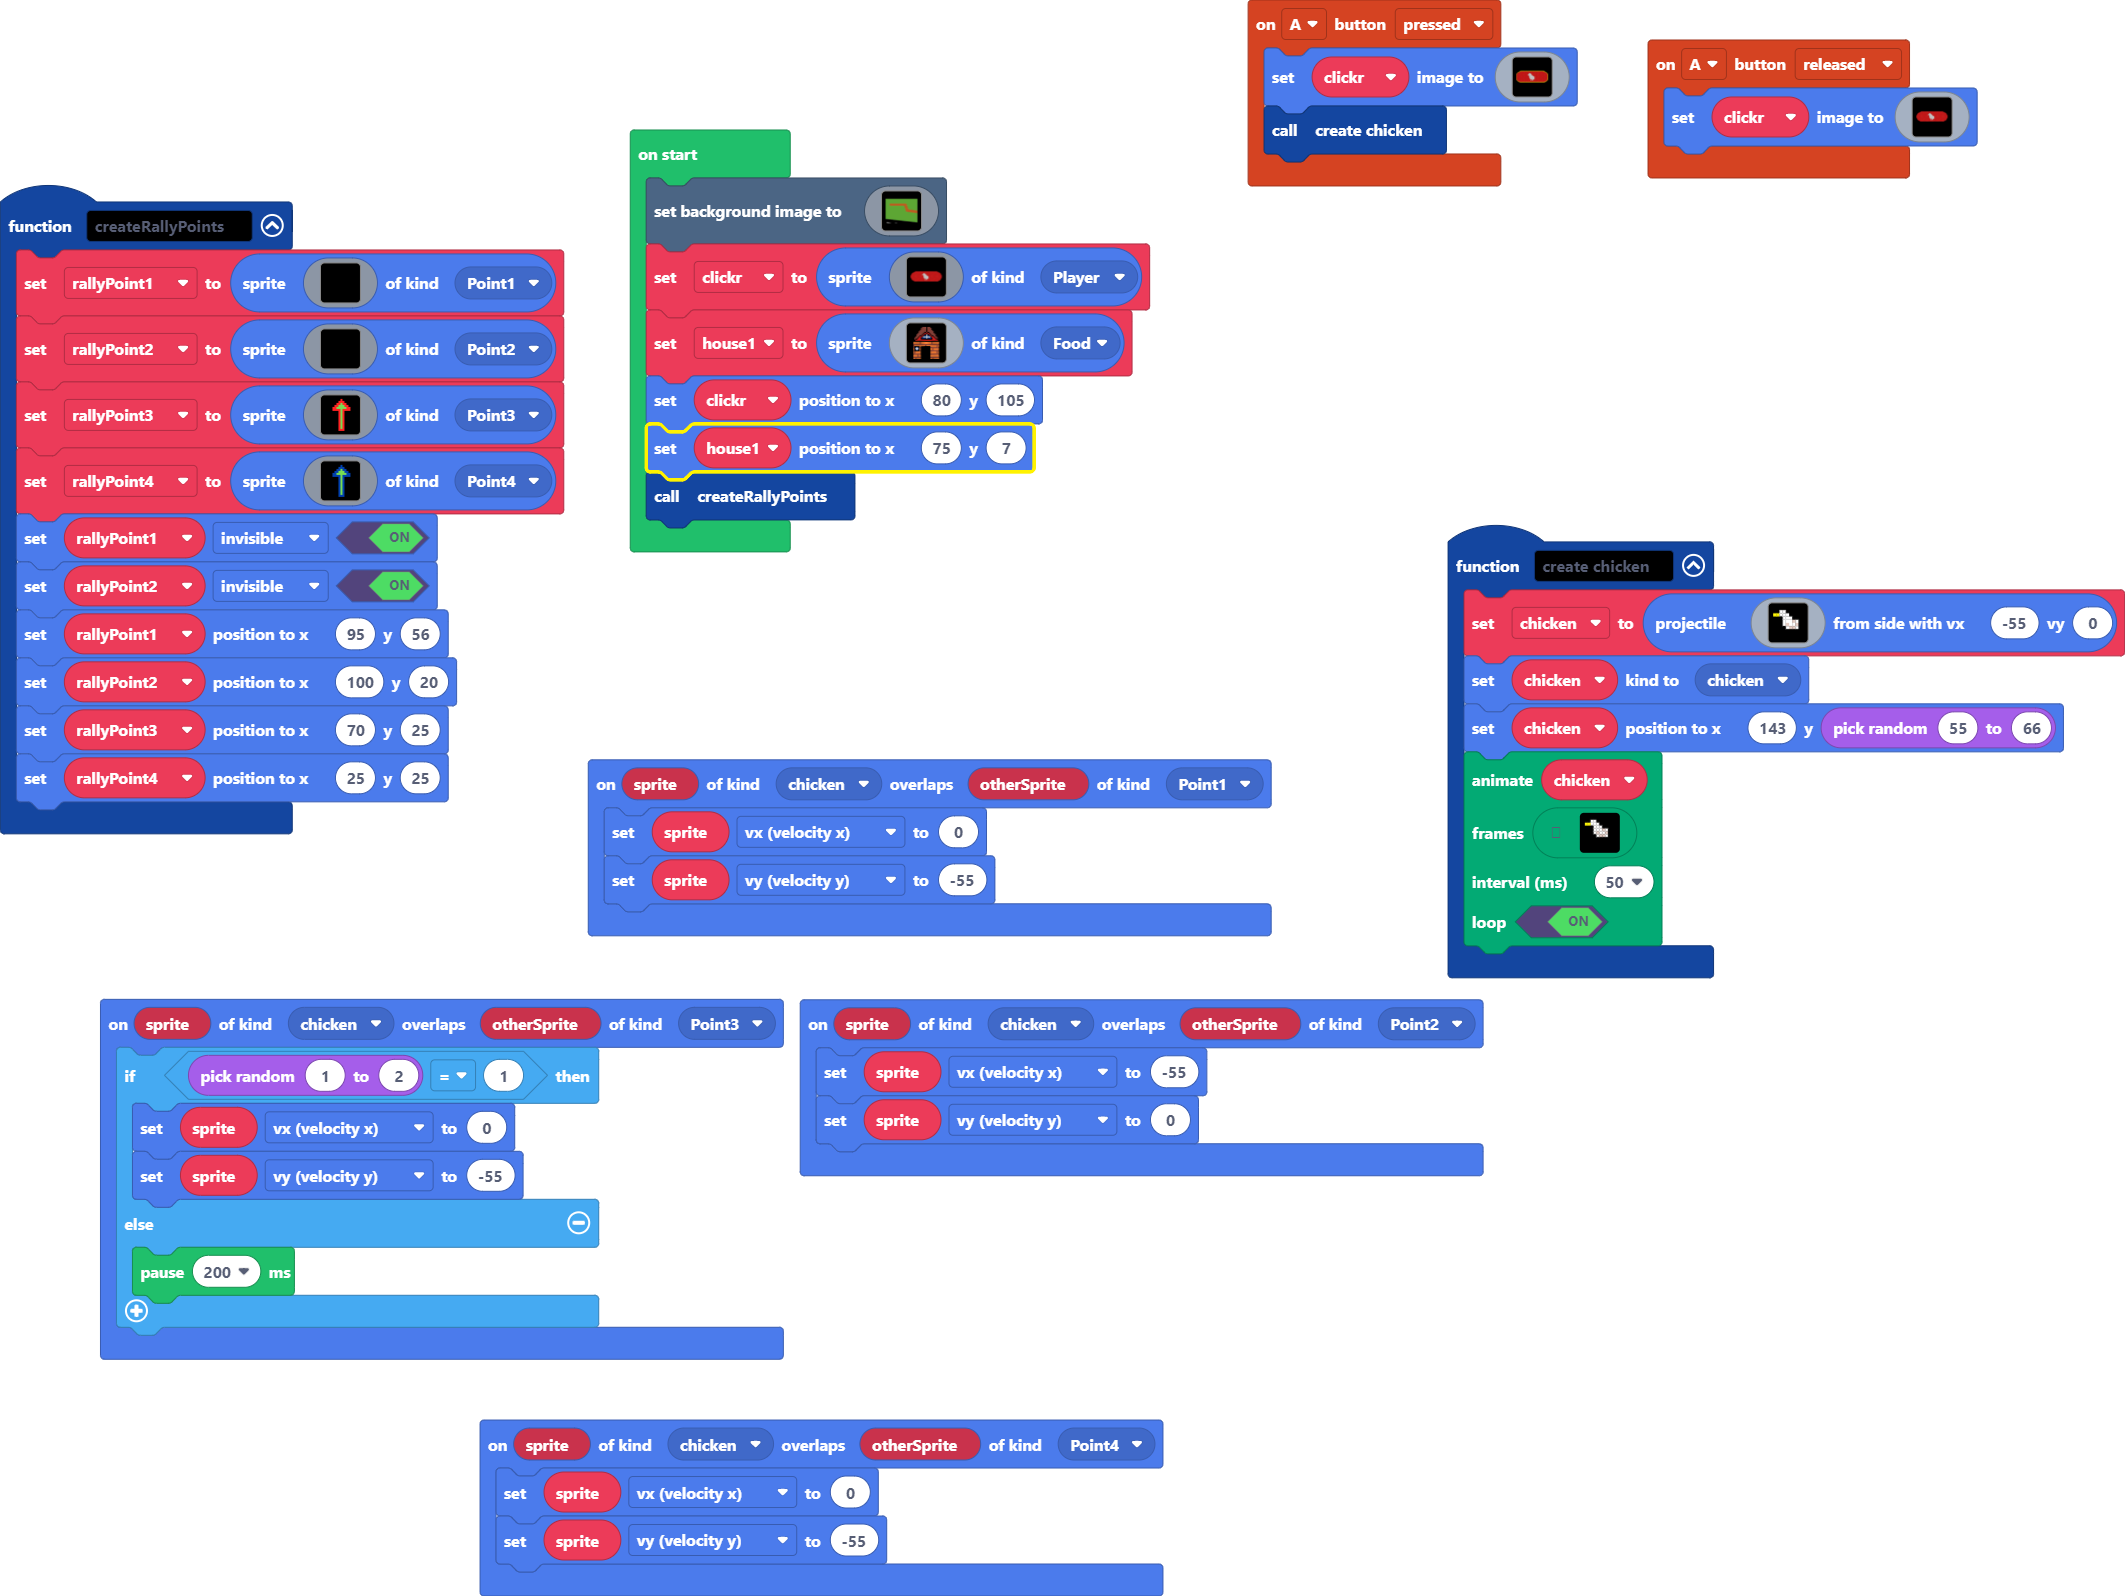 on A button pressed
set clickr image to
call create chicken
on A button released
set clickr image to
on start
set background image to
set clickr to sprite of kind Player
set house1 to sprite of kind Food
set clickr position to x 80 y 105
set house1 position to x 75 y 7
call createRallyPoints
function createRallyPoints
set rallyPoint1 to sprite of kind Point1
set rallyPoint2 to sprite of kind Point2
set rallyPoint3 to sprite of kind Point3
set rallyPoint4 to sprite of kind Point4
set rallyPoint1 invisible ON
set rallyPoint2 invisible ON
set rallyPoint1 position to x 95 y 56
set rallyPoint2 position to x 100 y 20
set rallyPoint3 position to x 70 y 25
set rallyPoint4 position to x 25 y 25
function create chicken
set chicken to projectile from side with vx -55 vy 0
set chicken kind to chicken
set chicken position to x 143 y pick random 55 to 66
animate chicken
frames
interval (ms) 50
loop ON
on sprite of kind chicken overlaps otherSprite of kind Point1
set sprite vx (velocity x) to 0
set sprite vy (velocity y) to -55
on sprite of kind chicken overlaps otherSprite of kind Point3
if pick random 1 to 2 = 1 then
set sprite vx (velocity x) to 0
set sprite vy (velocity y) to -55
else
pause 200 ms
on sprite of kind chicken overlaps otherSprite of kind Point2
set sprite vx (velocity x) to -55
set sprite vy (velocity y) to 0
on sprite of kind chicken overlaps otherSprite of kind Point4
set sprite vx (velocity x) to 0
set sprite vy (velocity y) to -55